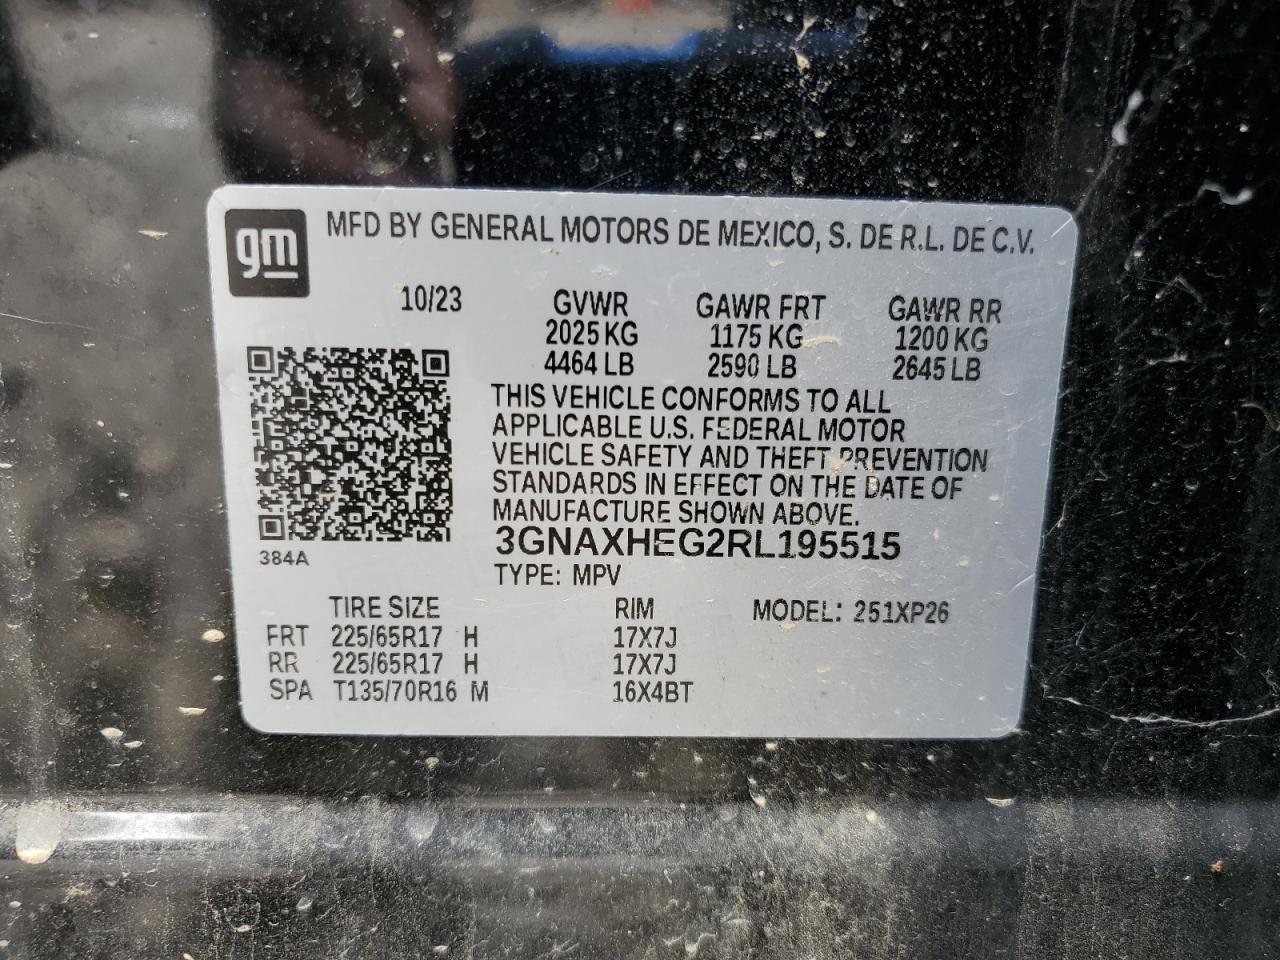 gm
MFD BY GENERAL MOTORS DE MEXICO, S. DE R.L. DE C.V.
10/23 GVWR GAWR FRT GAWR RR
2025 KG 1175 KG 1200 KG
4464 LB 2590 LB 2645 LB
THIS VEHICLE CONFORMS TO ALL
APPLICABLE U.S. FEDERAL MOTOR
VEHICLE SAFETY AND THEFT PREVENTION
STANDARDS IN EFFECT ON THE DATE OF
MANUFACTURE SHOWN ABOVE.
3GNAXHEG2RL195515
384A
TYPE: MPV
TIRE SIZE RIM MODEL: 251XP26
FRT 225/65R17 H 17X7J
RR 225/65R17 H 17X7J
SPA T135/70R16 M 16X4BT